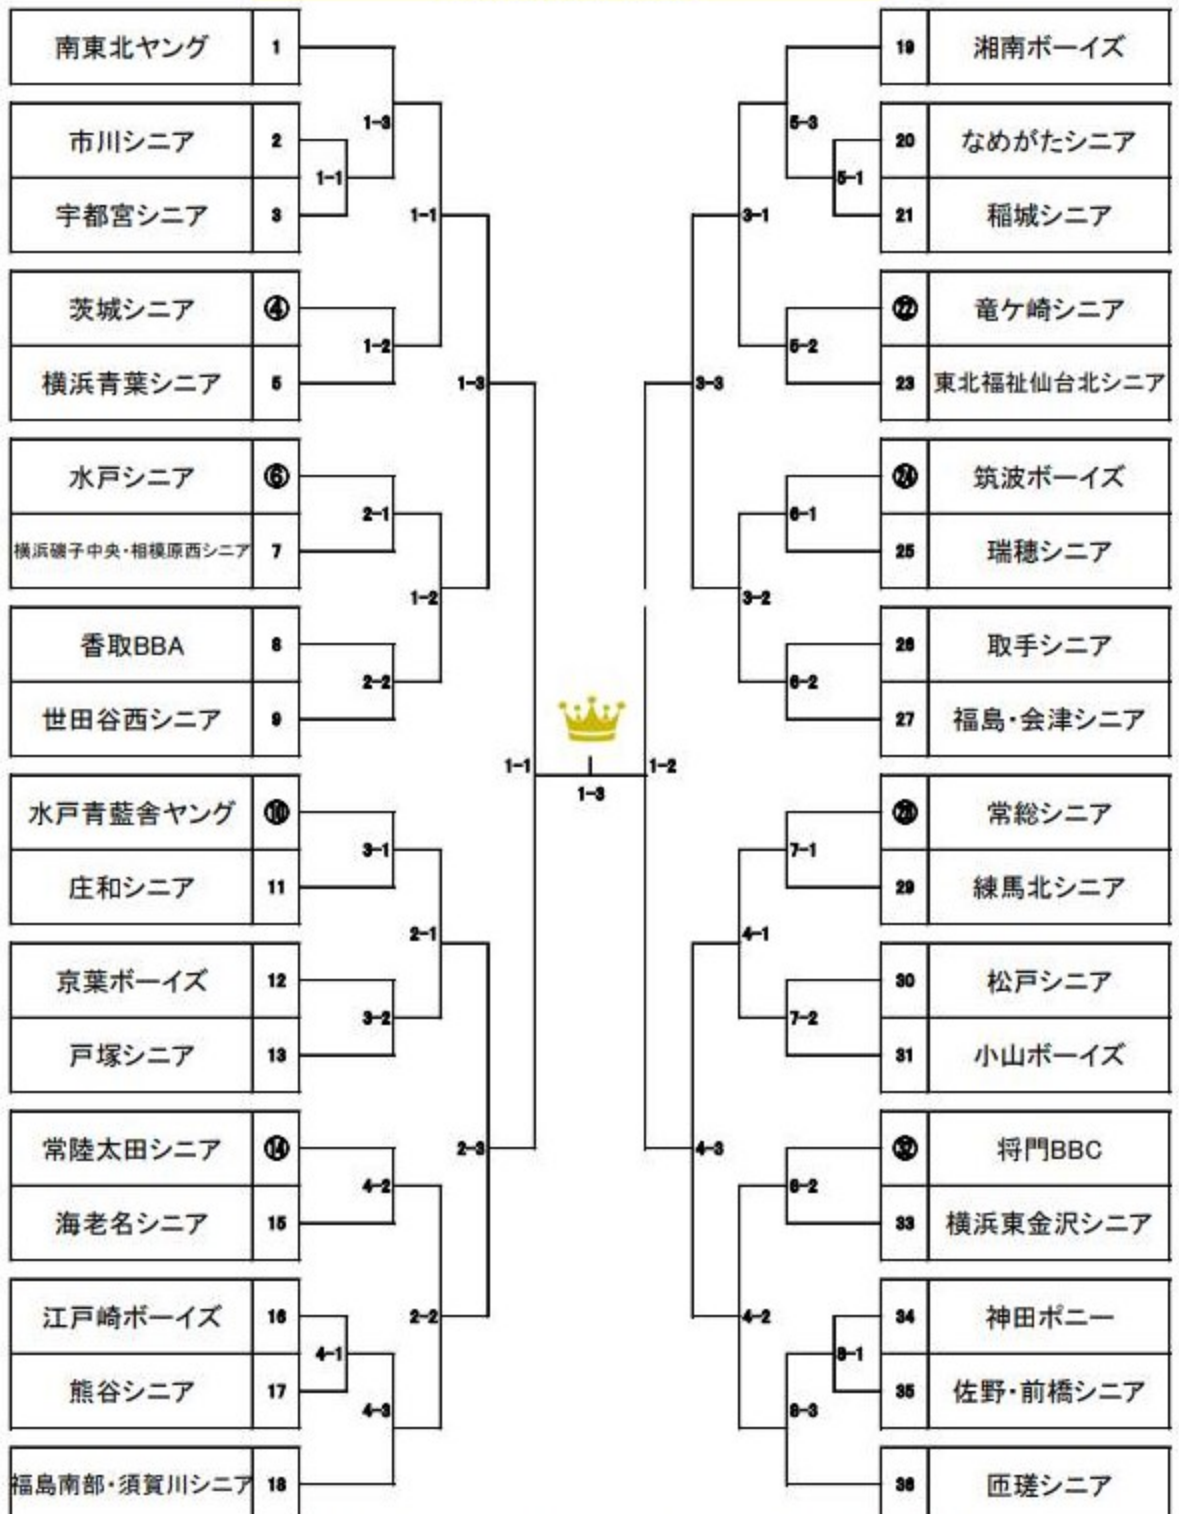 南東北ヤング 1
市川シニア 2
宇都宮シニア 3
茨城シニア ④
横浜青葉シニア 5
水戸シニア ⑥
横浜磯子中央・相模原西シニア 7
香取BBA 8
世田谷西シニア 9
水戸青藍舎ヤング ⑩
庄和シニア 11
京葉ボーイズ 12
戸塚シニア 13
常陸太田シニア ⑭
海老名シニア 15
江戸崎ボーイズ 16
熊谷シニア 17
福島南部・須賀川シニア 18
1-3
1-1
1-2
2-1
2-2
3-1
3-2
4-2
4-1
4-3
1-1
1-2
2-1
2-2
1-3
2-3
1-1
1-3
1-2
3-3
4-3
3-1
3-2
4-1
4-2
5-3
5-1
5-2
6-1
6-2
7-1
7-2
8-1
8-3
19 湘南ボーイズ
20 なめがたシニア
21 稲城シニア
㉒ 竜ケ崎シニア
23 東北福祉仙台北シニア
㉔ 筑波ボーイズ
25 瑞穂シニア
26 取手シニア
27 福島・会津シニア
㉘ 常総シニア
29 練馬北シニア
30 松戸シニア
31 小山ボーイズ
㉜ 将門BBC
33 横浜東金沢シニア
34 神田ポニー
35 佐野・前橋シニア
36 匝瑳シニア